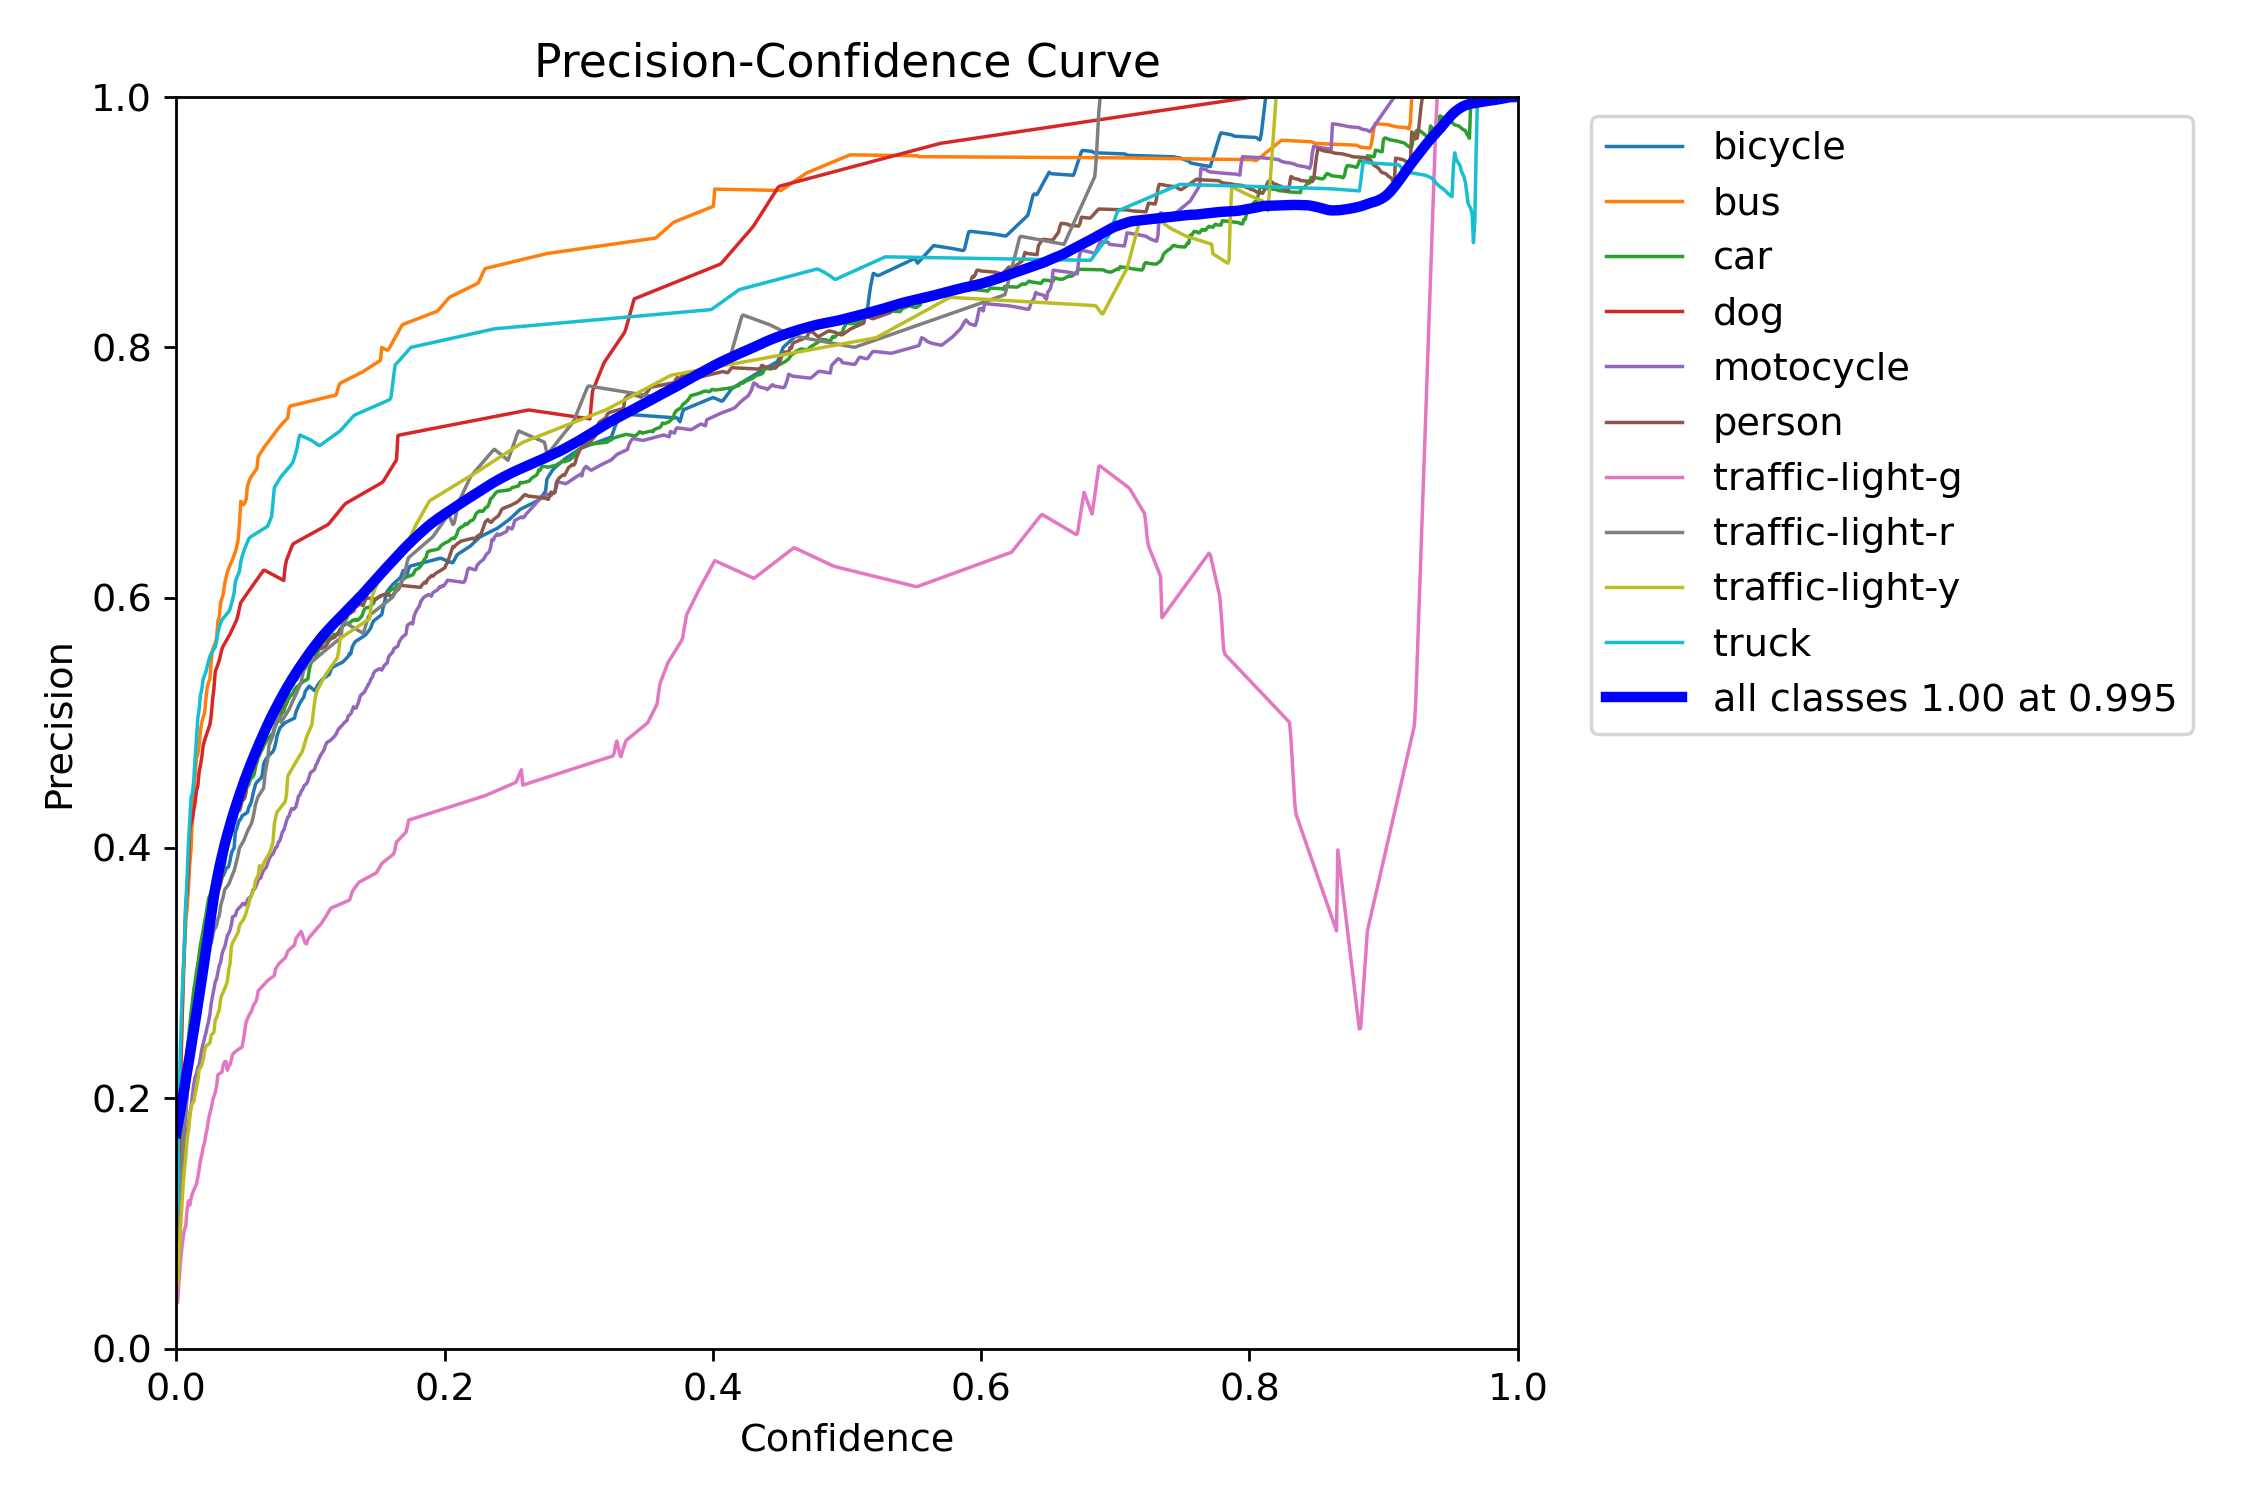 Precision-Confidence Curve
1.0
0.8
0.6
0.4
0.2
0.0
Precision
0.0 0.2 0.4 0.6 0.8 1.0
Confidence
bicycle
bus
car
dog
motocycle
person
traffic-light-g
traffic-light-r
traffic-light-y
truck
all classes 1.00 at 0.995